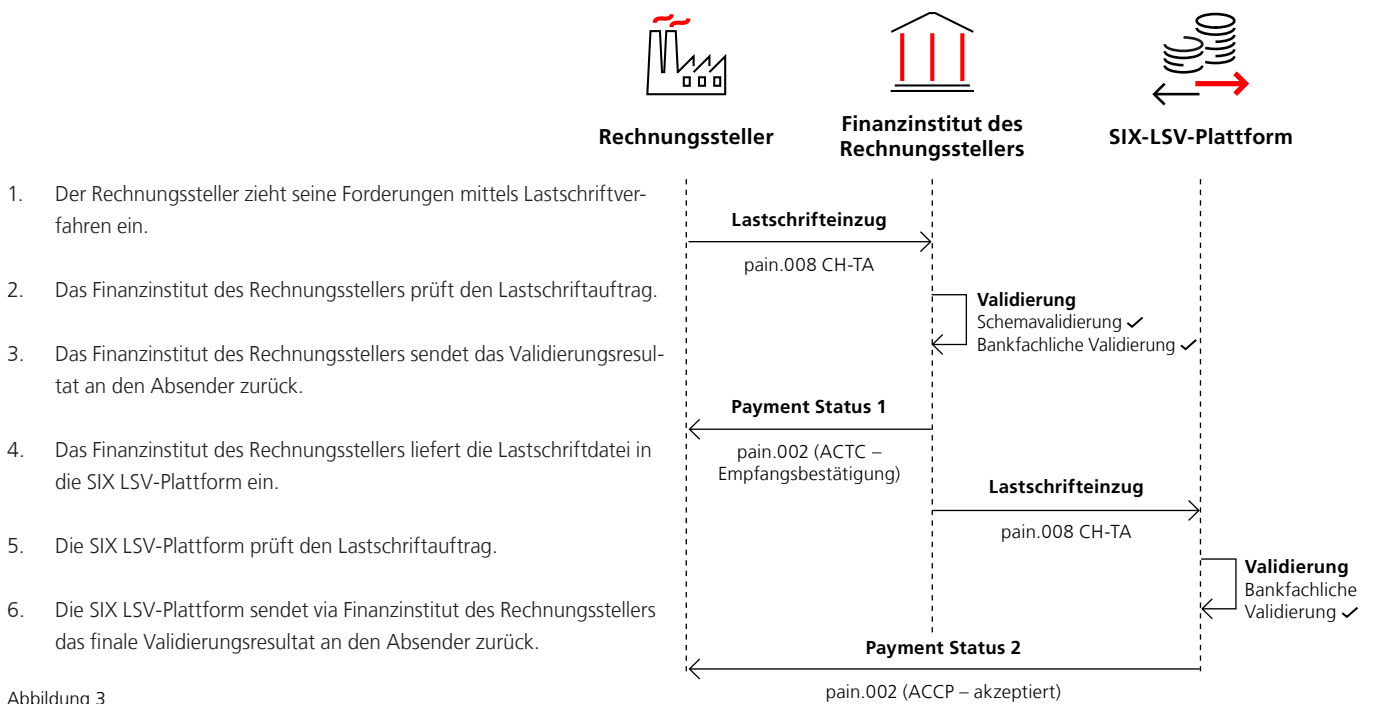 Rechnungssteller
Finanzinstitut des
Rechnungsstellers
SIX-LSV-Plattform
1. Der Rechnungssteller zieht seine Forderungen mittels Lastschriftver-
fahren ein.
2. Das Finanzinstitut des Rechnungsstellers prüft den Lastschriftauftrag.
3. Das Finanzinstitut des Rechnungsstellers sendet das Validierungsresul-
tat an den Absender zurück.
4. Das Finanzinstitut des Rechnungsstellers liefert die Lastschriftdatei in
die SIX LSV-Plattform ein.
5. Die SIX LSV-Plattform prüft den Lastschriftauftrag.
6. Die SIX LSV-Plattform sendet via Finanzinstitut des Rechnungsstellers
das finale Validierungsresultat an den Absender zurück.
Abbildung 3
Lastschrifteinzug
pain.008 CH-TA
Validierung
Schemavalidierung ✓
Bankfachliche Validierung ✓
Payment Status 1
pain.002 (ACTC –
Empfangsbestätigung)
Lastschrifteinzug
pain.008 CH-TA
Validierung
Bankfachliche
Validierung ✓
Payment Status 2
pain.002 (ACCP – akzeptiert)